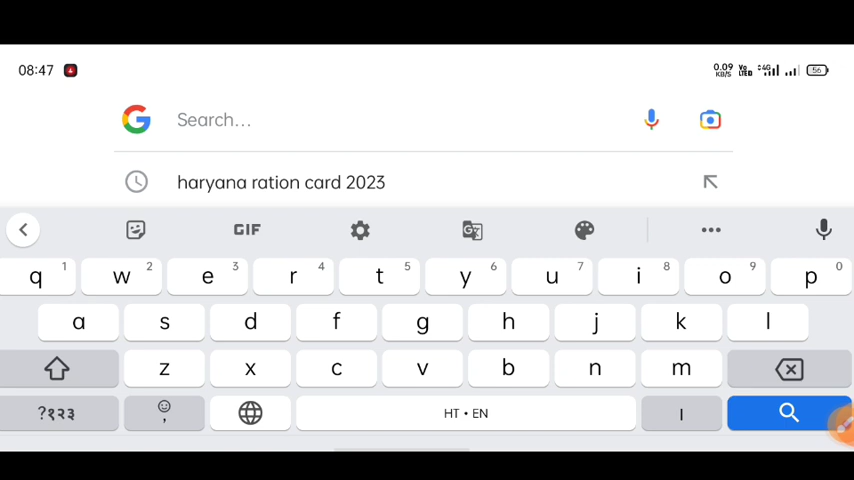 08:47 0.09 KB/S Vo LTE 4G 56
Search...
haryana ration card 2023
GIF
q 1 w 2 e 3 r 4 t 5 y 6 u 7 i 8 o 9 p 0
a s d f g h j k l
z x c v b n m
?१२३ , HT • EN ।